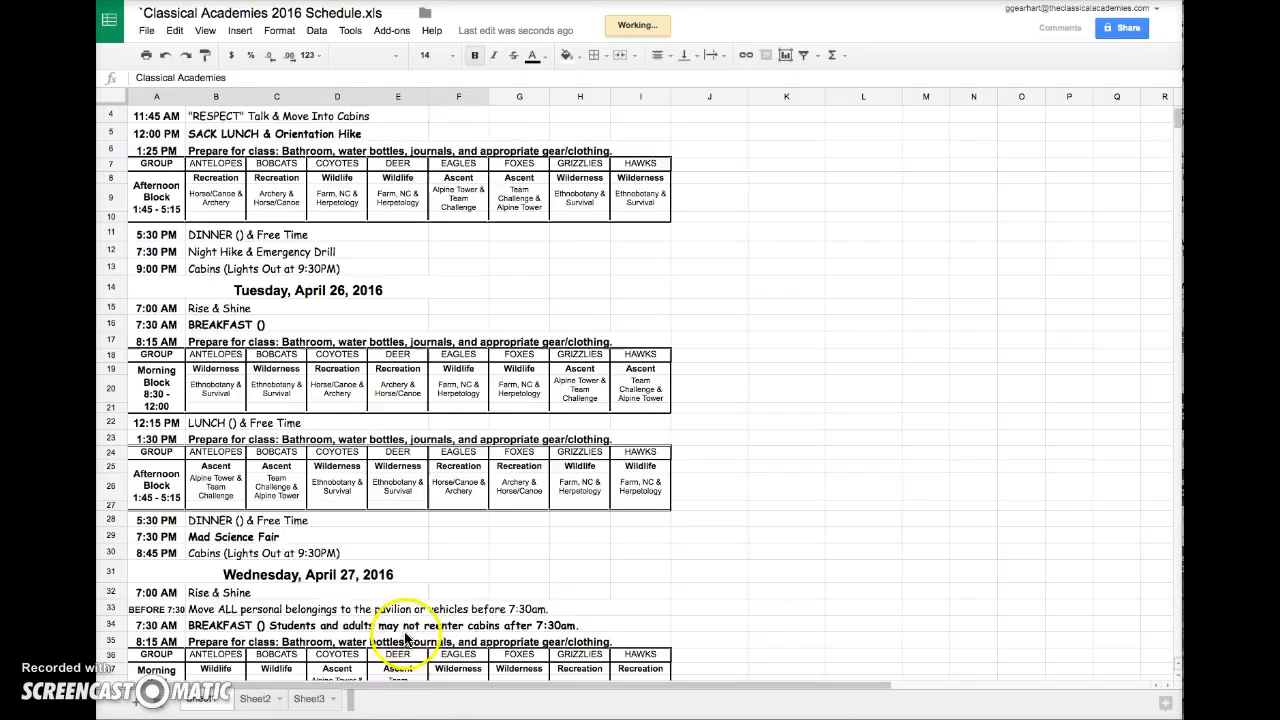 `Classical Academies 2016 Schedule.xls
ggearhart@theclassicalacademies.com
Working...
File Edit View Insert Format Data Tools Add-ons Help Last edit was seconds ago
Comments Share
$ % .0 .00 123 14 B I S A Σ
fx Classical Academies
A B C D E F G H I J K L M N O P Q R
4 11:45 AM "RESPECT" Talk & Move Into Cabins
5 12:00 PM SACK LUNCH & Orientation Hike
6 1:25 PM Prepare for class: Bathroom, water bottles, journals, and appropriate gear/clothing.
7 GROUP ANTELOPES BOBCATS COYOTES DEER EAGLES FOXES GRIZZLIES HAWKS
8 Recreation Recreation Wildlife Wildlife Ascent Ascent Wilderness Wilderness
9 Afternoon Block 1:45 - 5:15 Horse/Canoe & Archery Archery & Horse/Canoe Farm, NC & Herpetology Farm, NC & Herpetology Alpine Tower & Team Challenge Team Challenge & Alpine Tower Ethnobotany & Survival Ethnobotany & Survival
10
11 5:30 PM DINNER () & Free Time
12 7:30 PM Night Hike & Emergency Drill
13 9:00 PM Cabins (Lights Out at 9:30PM)
14 Tuesday, April 26, 2016
15 7:00 AM Rise & Shine
16 7:30 AM BREAKFAST ()
17 8:15 AM Prepare for class: Bathroom, water bottles, journals, and appropriate gear/clothing.
18 GROUP ANTELOPES BOBCATS COYOTES DEER EAGLES FOXES GRIZZLIES HAWKS
19 Wilderness Wilderness Recreation Recreation Wildlife Wildlife Ascent Ascent
20 Morning Block 8:30 - 12:00 Ethnobotany & Survival Ethnobotany & Survival Horse/Canoe & Archery Archery & Horse/Canoe Farm, NC & Herpetology Farm, NC & Herpetology Alpine Tower & Team Challenge Team Challenge & Alpine Tower
21
22 12:15 PM LUNCH () & Free Time
23 1:30 PM Prepare for class: Bathroom, water bottles, journals, and appropriate gear/clothing.
24 GROUP ANTELOPES BOBCATS COYOTES DEER EAGLES FOXES GRIZZLIES HAWKS
25 Ascent Ascent Wilderness Wilderness Recreation Recreation Wildlife Wildlife
26 Afternoon Block 1:45 - 5:15 Alpine Tower & Team Challenge Team Challenge & Alpine Tower Ethnobotany & Survival Ethnobotany & Survival Horse/Canoe & Archery Archery & Horse/Canoe Farm, NC & Herpetology Farm, NC & Herpetology
27
28 5:30 PM DINNER () & Free Time
29 7:30 PM Mad Science Fair
30 8:45 PM Cabins (Lights Out at 9:30PM)
31 Wednesday, April 27, 2016
32 7:00 AM Rise & Shine
33 BEFORE 7:30 Move ALL personal belongings to the pavilion or vehicles before 7:30am.
34 7:30 AM BREAKFAST () Students and adults may not reenter cabins after 7:30am.
35 8:15 AM Prepare for class: Bathroom, water bottles, journals, and appropriate gear/clothing.
36 GROUP ANTELOPES BOBCATS COYOTES DEER EAGLES FOXES GRIZZLIES HAWKS
Morning Wildlife Wildlife Ascent Ascent Wilderness Wilderness Recreation Recreation
Recorded with
SCREENCAST MATIC
Sheet2 Sheet3